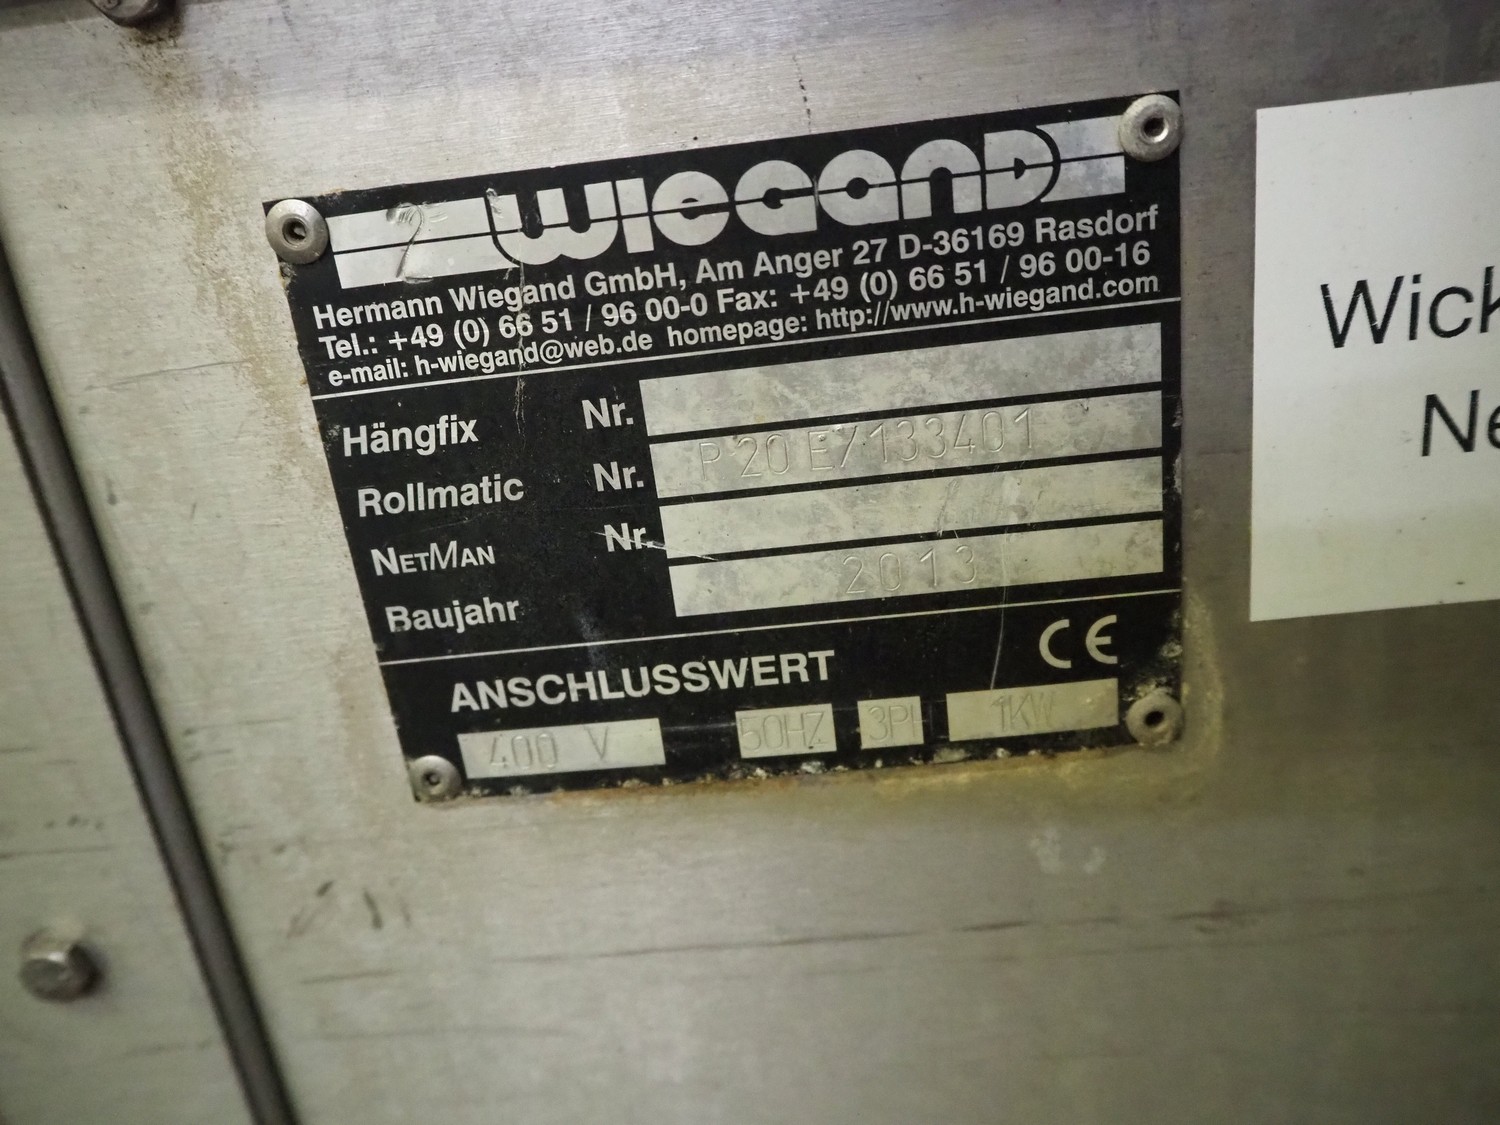 WIEGAND
Hermann Wiegand GmbH, Am Anger 27 D-36169 Rasdorf
Tel.: +49 (0) 66 51 / 96 00-0 Fax: +49 (0) 66 51 / 96 00-16
e-mail: h-wiegand@web.de homepage: http://www.h-wiegand.com
Hängfix Nr.
Rollmatic Nr. P 20 E/133401
NETMAN Nr.
Baujahr 2013
ANSCHLUSSWERT CE
400 V 50HZ 3PH 1KW
Wick
Ne